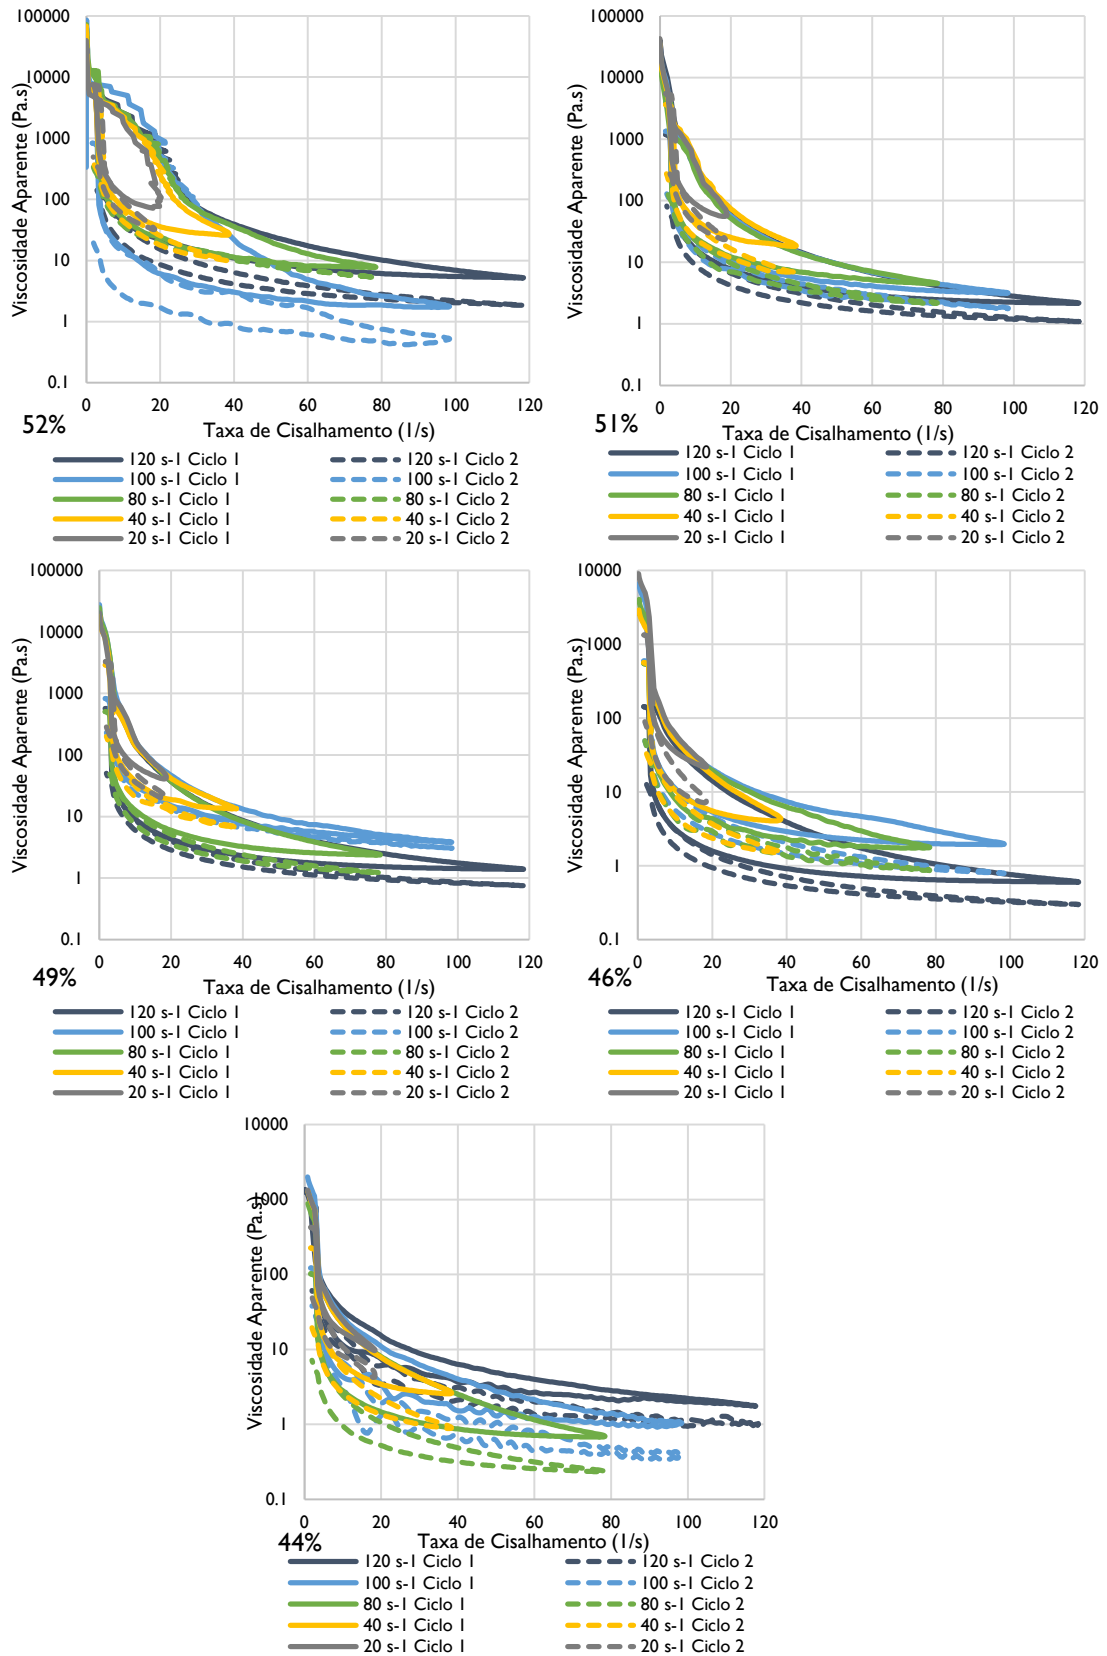 100000
10000
1000
100
10
1
0.1
Viscosidade Aparente (Pa.s)
0 20 40 60 80 100 120
52%
Taxa de Cisalhamento (1/s)
120 s-1 Ciclo 1 120 s-1 Ciclo 2
100 s-1 Ciclo 1 100 s-1 Ciclo 2
80 s-1 Ciclo 1 80 s-1 Ciclo 2
40 s-1 Ciclo 1 40 s-1 Ciclo 2
20 s-1 Ciclo 1 20 s-1 Ciclo 2
100000
10000
1000
100
10
1
0.1
Viscosidade Aparente (Pa.s)
0 20 40 60 80 100 120
51%
Taxa de Cisalhamento (1/s)
120 s-1 Ciclo 1 120 s-1 Ciclo 2
100 s-1 Ciclo 1 100 s-1 Ciclo 2
80 s-1 Ciclo 1 80 s-1 Ciclo 2
40 s-1 Ciclo 1 40 s-1 Ciclo 2
20 s-1 Ciclo 1 20 s-1 Ciclo 2
100000
10000
1000
100
10
1
0.1
Viscosidade Aparente (Pa.s)
0 20 40 60 80 100 120
49%
Taxa de Cisalhamento (1/s)
120 s-1 Ciclo 1 120 s-1 Ciclo 2
100 s-1 Ciclo 1 100 s-1 Ciclo 2
80 s-1 Ciclo 1 80 s-1 Ciclo 2
40 s-1 Ciclo 1 40 s-1 Ciclo 2
20 s-1 Ciclo 1 20 s-1 Ciclo 2
10000
1000
100
10
1
0.1
Viscosidade Aparente (Pa.s)
0 20 40 60 80 100 120
46%
Taxa de Cisalhamento (1/s)
120 s-1 Ciclo 1 120 s-1 Ciclo 2
100 s-1 Ciclo 1 100 s-1 Ciclo 2
80 s-1 Ciclo 1 80 s-1 Ciclo 2
40 s-1 Ciclo 1 40 s-1 Ciclo 2
20 s-1 Ciclo 1 20 s-1 Ciclo 2
10000
1000
100
10
1
0.1
Viscosidade Aparente (Pa.s)
0 20 40 60 80 100 120
44%
Taxa de Cisalhamento (1/s)
120 s-1 Ciclo 1 120 s-1 Ciclo 2
100 s-1 Ciclo 1 100 s-1 Ciclo 2
80 s-1 Ciclo 1 80 s-1 Ciclo 2
40 s-1 Ciclo 1 40 s-1 Ciclo 2
20 s-1 Ciclo 1 20 s-1 Ciclo 2